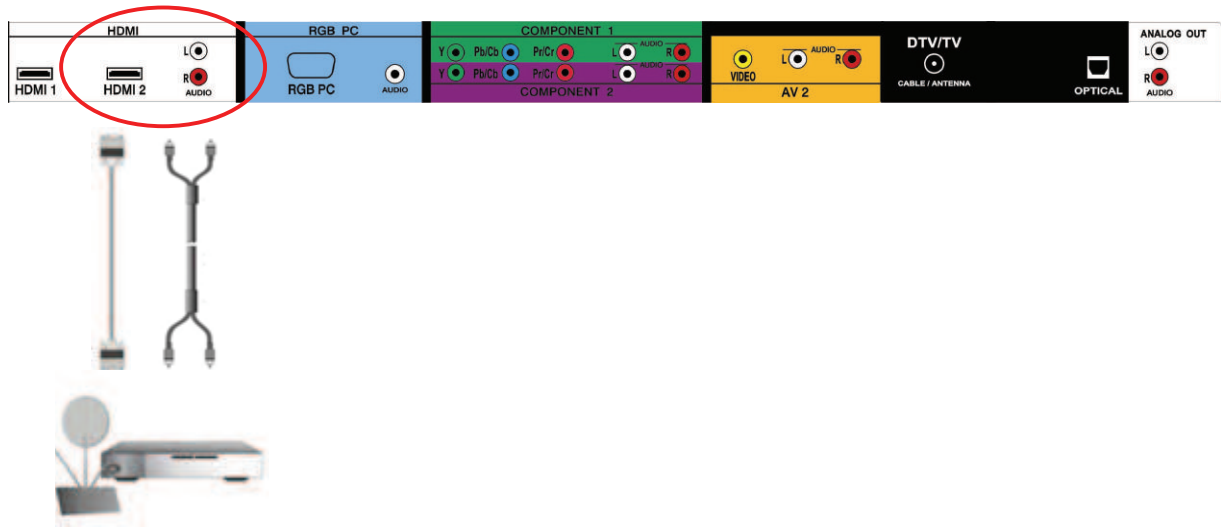 HDMI
HDMI 1
HDMI 2
L
R
AUDIO
RGB PC
RGB PC
AUDIO
COMPONENT 1
Y Pb/Cb Pr/Cr L AUDIO R
Y Pb/Cb Pr/Cr L AUDIO R
COMPONENT 2
VIDEO
L AUDIO R
AV 2
DTV/TV
CABLE / ANTENNA
OPTICAL
ANALOG OUT
L
R
AUDIO